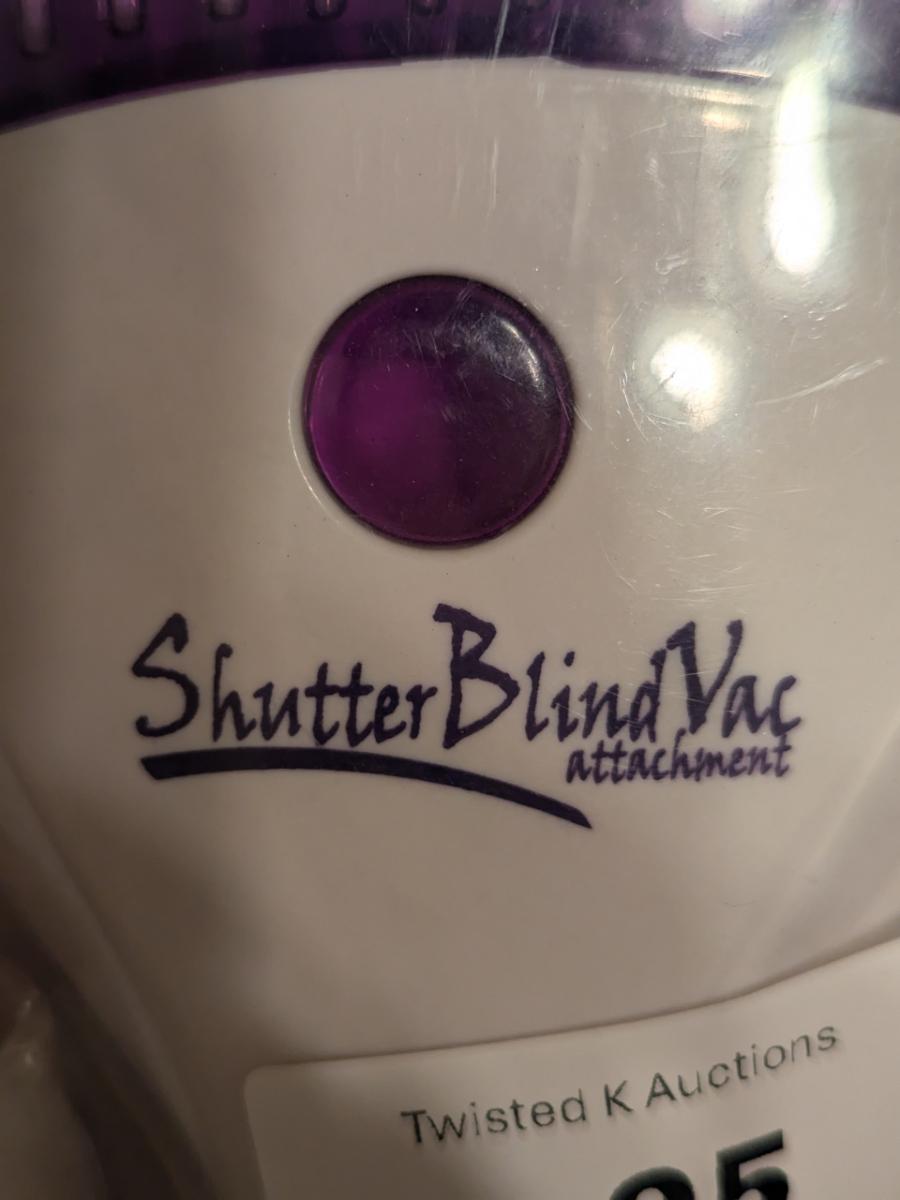 ShutterBlindVac
attachment
Twisted K Auctions